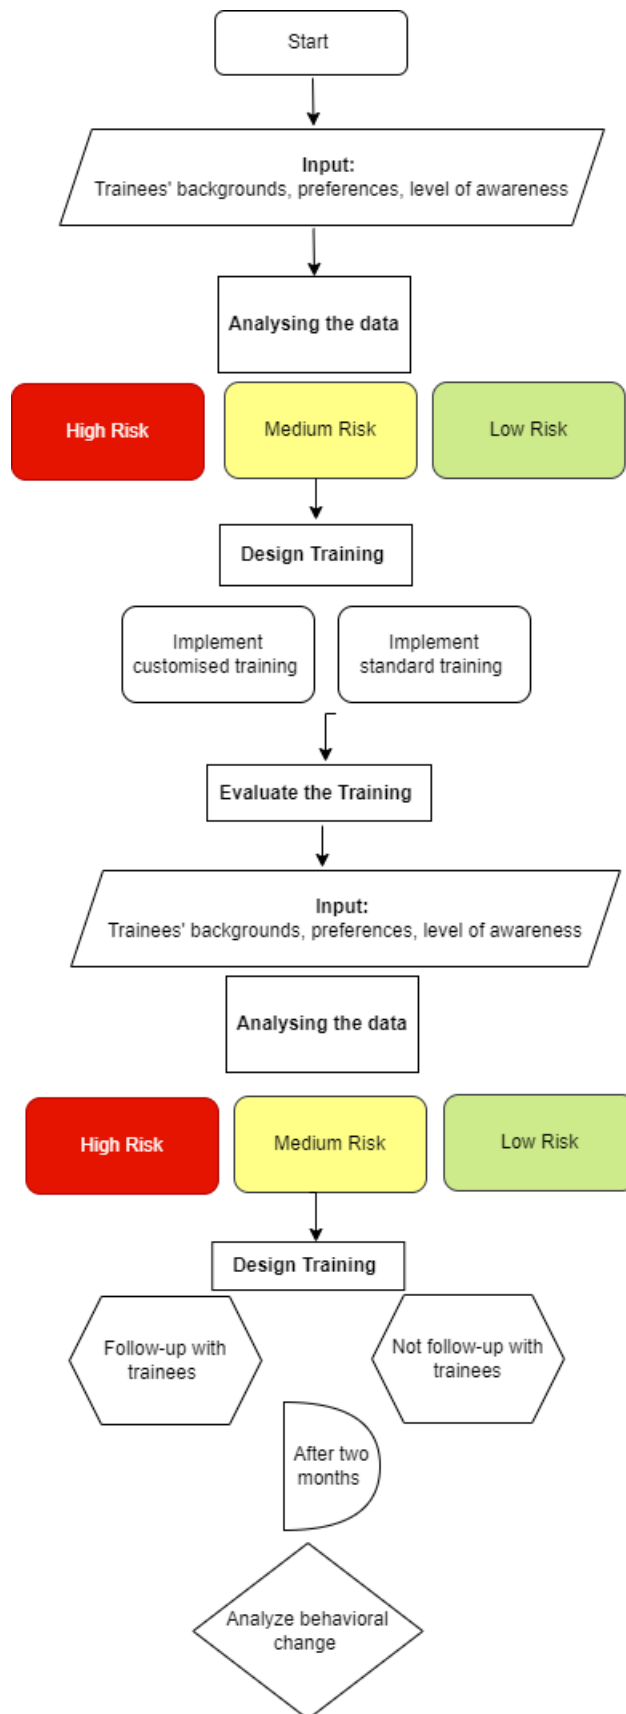 Start
Input:
Trainees' backgrounds, preferences, level of awareness
Analysing the data
High Risk
Medium Risk
Low Risk
Design Training
Implement
customised training
Implement
standard training
Evaluate the Training
Input:
Trainees' backgrounds, preferences, level of awareness
Analysing the data
High Risk
Medium Risk
Low Risk
Design Training
Follow-up with
trainees
Not follow-up with
trainees
After two
months
Analyze behavioral
change